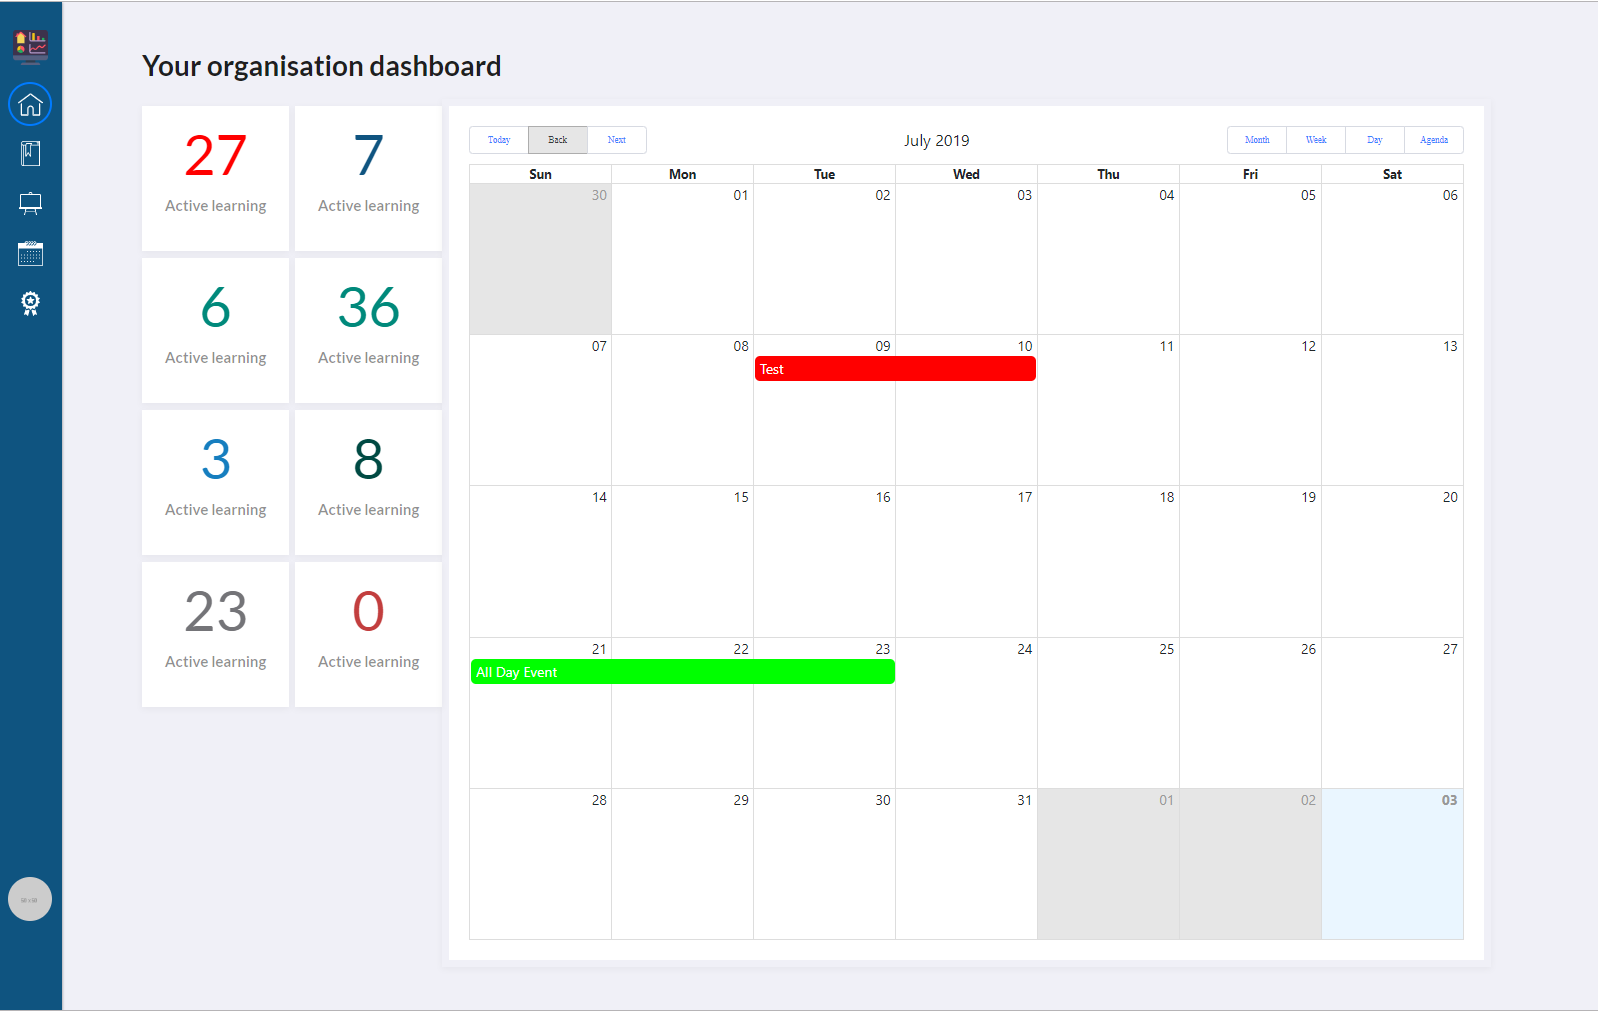 Your organisation dashboard
27 7
Active learning Active learning
6 36
Active learning Active learning
3 8
Active learning Active learning
23 0
Active learning Active learning
Today Back Next July 2019 Month Week Day Agenda
Sun Mon Tue Wed Thu Fri Sat
30 01 02 03 04 05 06
07 08 09 10 11 12 13
Test
14 15 16 17 18 19 20
21 22 23 24 25 26 27
All Day Event
28 29 30 31 01 02 03